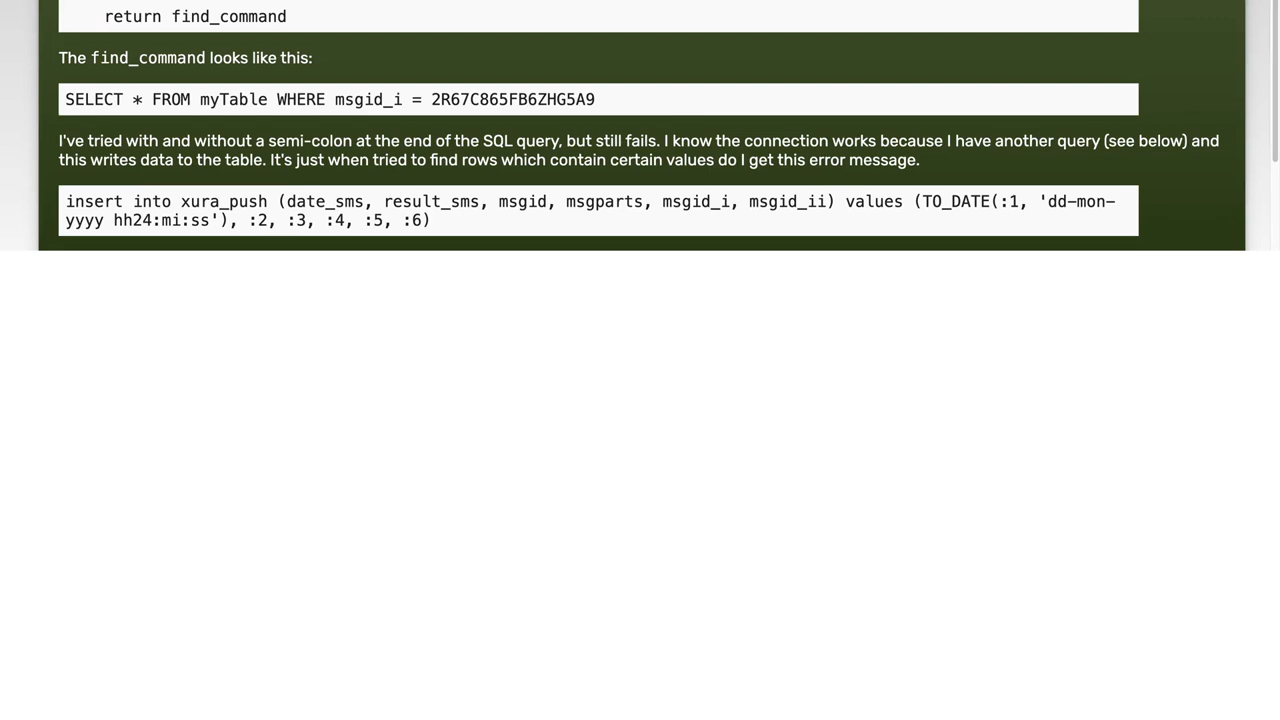 return find_command
The find_command looks like this:
SELECT * FROM myTable WHERE msgid_i = 2R67C865FB6ZHG5A9
I've tried with and without a semi-colon at the end of the SQL query, but still fails. I know the connection works because I have another query (see below) and
this writes data to the table. It's just when tried to find rows which contain certain values do I get this error message.
insert into xura_push (date_sms, result_sms, msgid, msgparts, msgid_i, msgid_ii) values (TO_DATE(:1, 'dd-mon-
yyyy hh24:mi:ss'), :2, :3, :4, :5, :6)